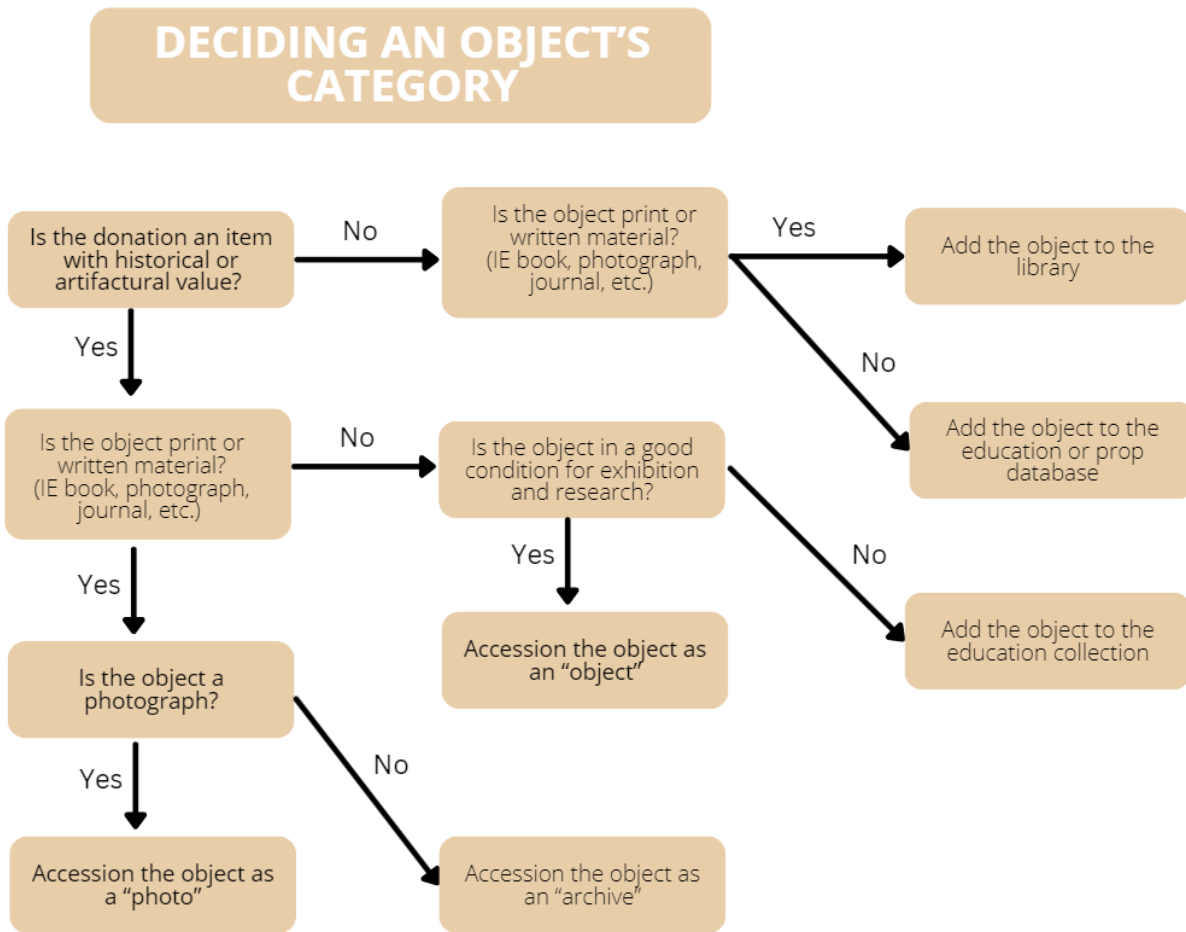 DECIDING AN OBJECT'S
CATEGORY
Is the donation an item
with historical or
artifactural value?
No
Is the object print or
written material?
(IE book, photograph,
journal, etc.)
Yes
Add the object to the
library
No
Add the object to the
education or prop
database
Yes
Is the object print or
written material?
(IE book, photograph,
journal, etc.)
No
Is the object in a good
condition for exhibition
and research?
Yes
Accession the object as
an “object”
No
Add the object to the
education collection
Yes
Is the object a
photograph?
Yes
Accession the object as
a “photo”
No
Accession the object as
an “archive”